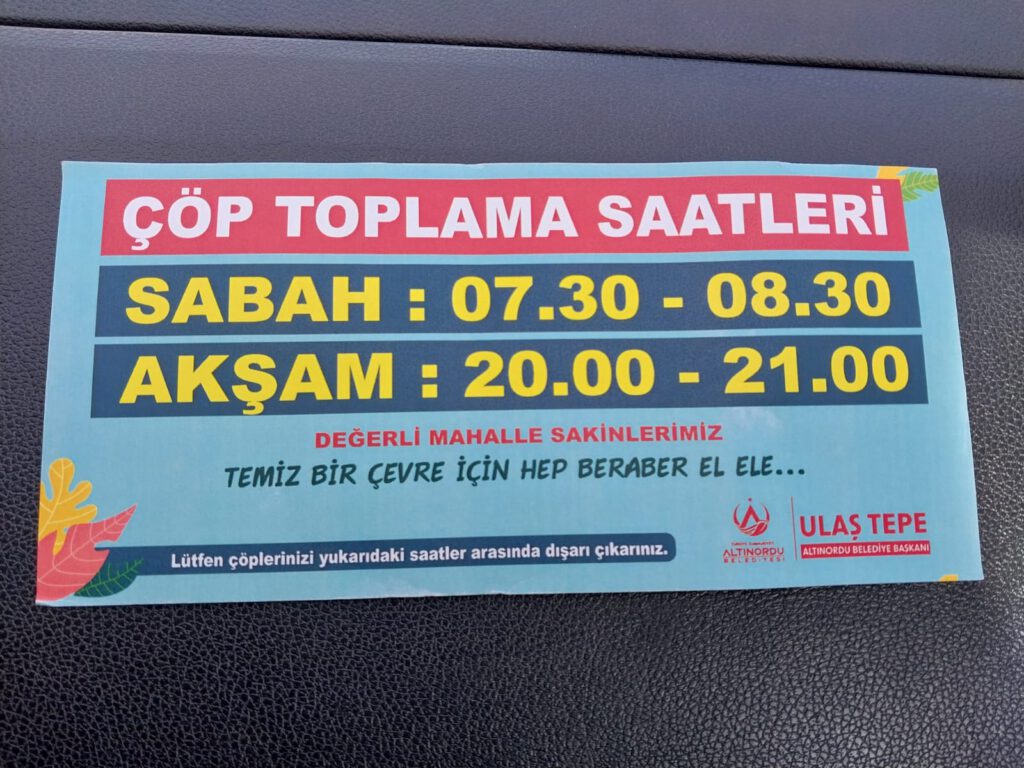 ÇÖP TOPLAMA SAATLERİ
SABAH : 07.30 - 08.30
AKŞAM : 20.00 - 21.00
DEĞERLİ MAHALLE SAKİNLERİMİZ
TEMİZ BİR ÇEVRE İÇİN HEP BERABER EL ELE...
Lütfen çöplerinizi yukarıdaki saatler arasında dışarı çıkarınız.
ALTINORDU
BELEDİYESİ
ULAŞ TEPE
ALTINORDU BELEDİYE BAŞKANI